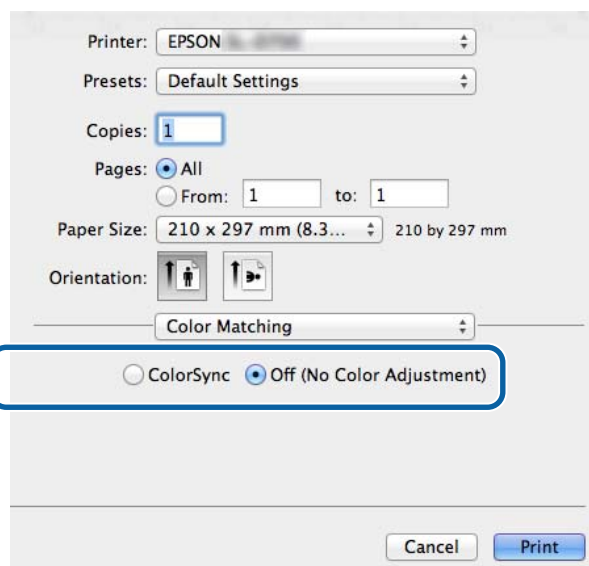 Printer: EPSON
Presets: Default Settings
Copies: 1
Pages: All
From: 1 to: 1
Paper Size: 210 x 297 mm (8.3... 210 by 297 mm
Orientation:
Color Matching
ColorSync Off (No Color Adjustment)
Cancel Print